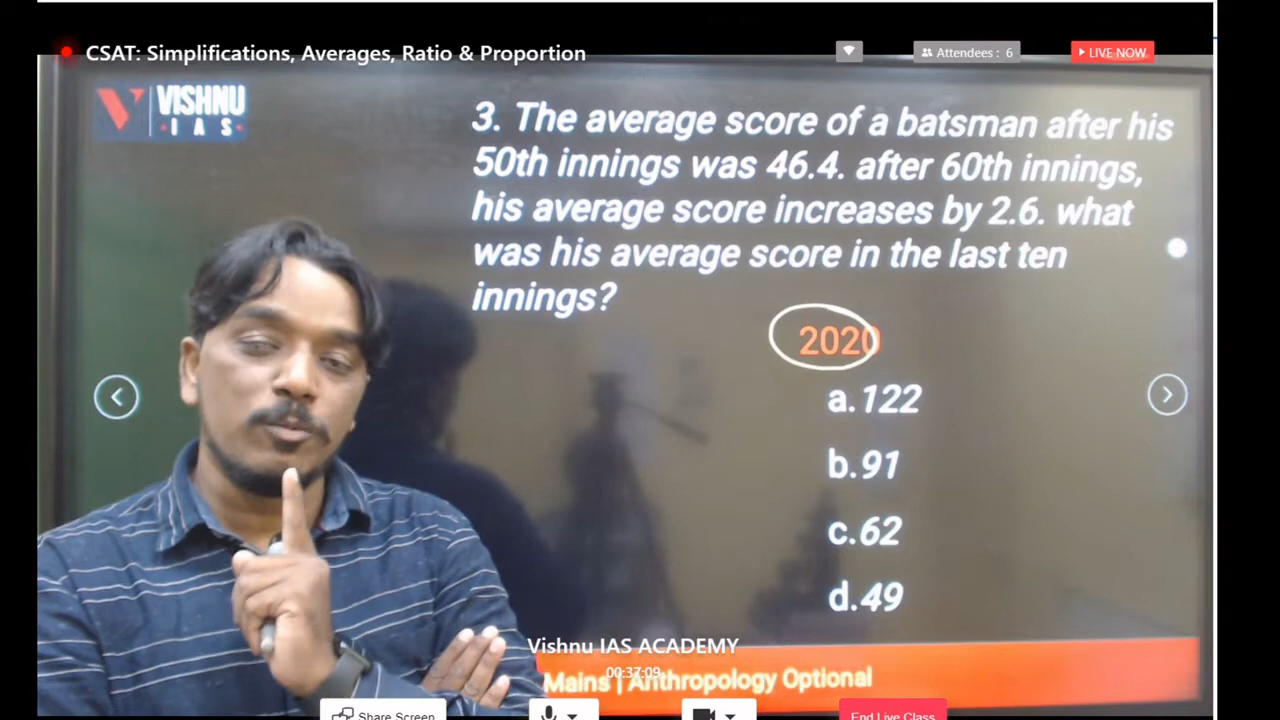 CSAT: Simplifications, Averages, Ratio & Proportion
Attendees : 6
LIVE NOW
VISHNU
IAS
3. The average score of a batsman after his
50th innings was 46.4. after 60th innings,
his average score increases by 2.6. what
was his average score in the last ten
innings?
2020
a.122
b.91
c.62
d.49
Vishnu IAS ACADEMY
00:37:09
Mains | Anthropology Optional
Share Screen
End Live Class